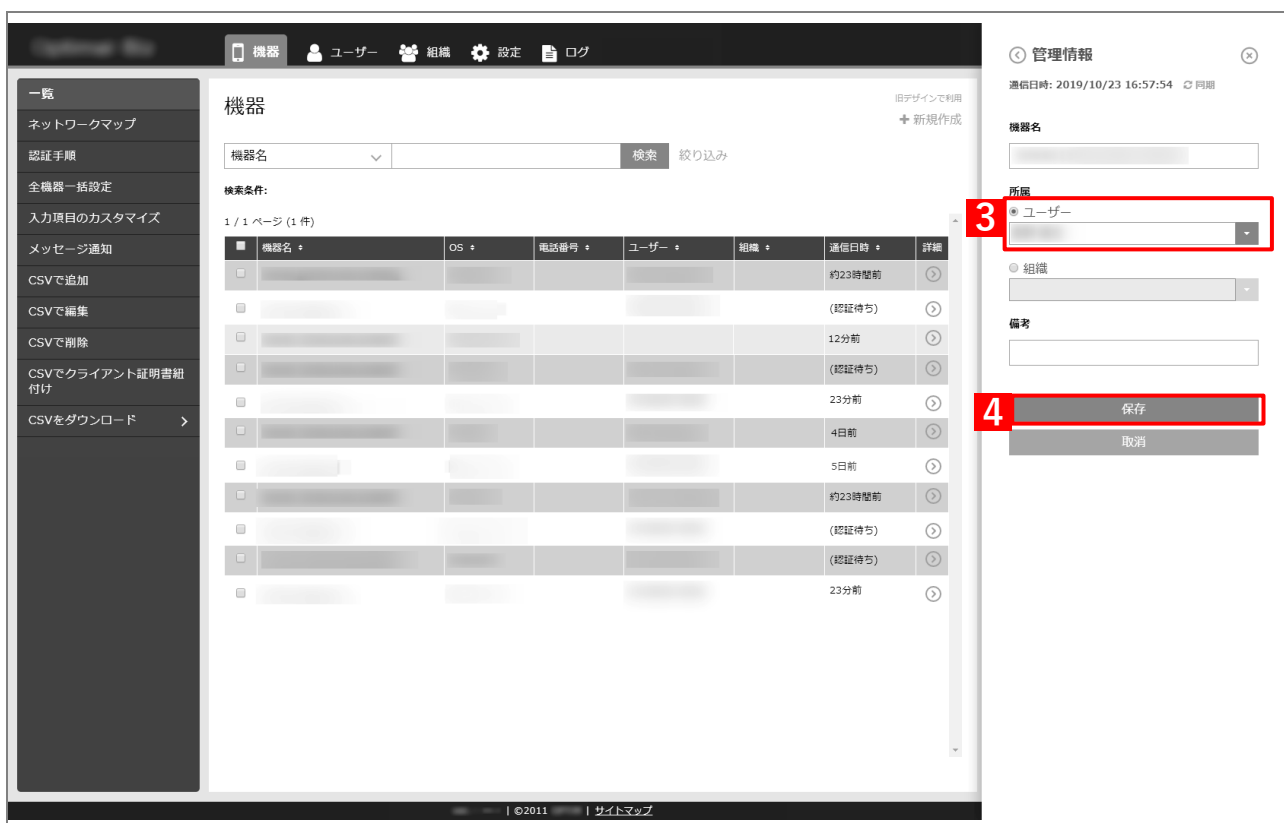 機器
ユーザー
組織
設定
ログ
一覧
ネットワークマップ
認証手順
全機器一括設定
入力項目のカスタマイズ
メッセージ通知
CSVで追加
CSVで編集
CSVで削除
CSVでクライアント証明書紐
付け
CSVをダウンロード
機器
旧デザインで利用
+ 新規作成
機器名
検索
絞り込み
検索条件:
1 / 1 ページ (1 件)
機器名 OS 電話番号 ユーザー 組織 通信日時 詳細
約23時間前
(認証待ち)
12分前
(認証待ち)
23分前
4日前
5日前
約23時間前
(認証待ち)
(認証待ち)
23分前
| ©2011 | サイトマップ
管理情報
通信日時: 2019/10/23 16:57:54 同期
機器名
所属
3
ユーザー
組織
備考
4
保存
取消